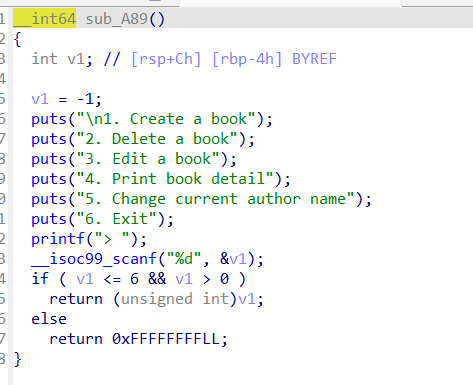 1 __int64 sub_A89()
2 {
3 int v1; // [rsp+Ch] [rbp-4h] BYREF
4
5 v1 = -1;
6 puts("\n1. Create a book");
7 puts("2. Delete a book");
8 puts("3. Edit a book");
9 puts("4. Print book detail");
0 puts("5. Change current author name");
1 puts("6. Exit");
2 printf("> ");
3 __isoc99_scanf("%d", &v1);
4 if ( v1 <= 6 && v1 > 0 )
5 return (unsigned int)v1;
6 else
7 return 0xFFFFFFFFLL;
8 }